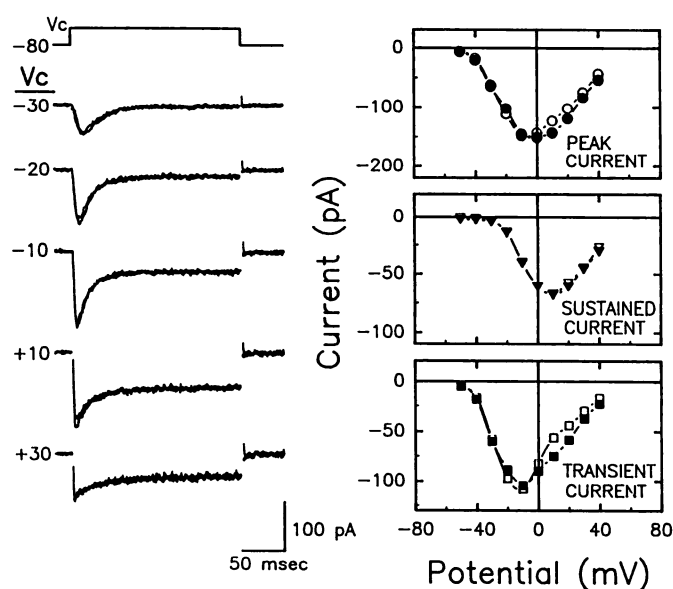 Vc
-80
Vc
-30
-20
-10
+10
+30
100 pA
50 msec
Current (pA)
0
-100
-200
PEAK
CURRENT
0
-50
-100
SUSTAINED
CURRENT
0
-50
-100
TRANSIENT
CURRENT
-80 -40 0 40 80
Potential (mV)